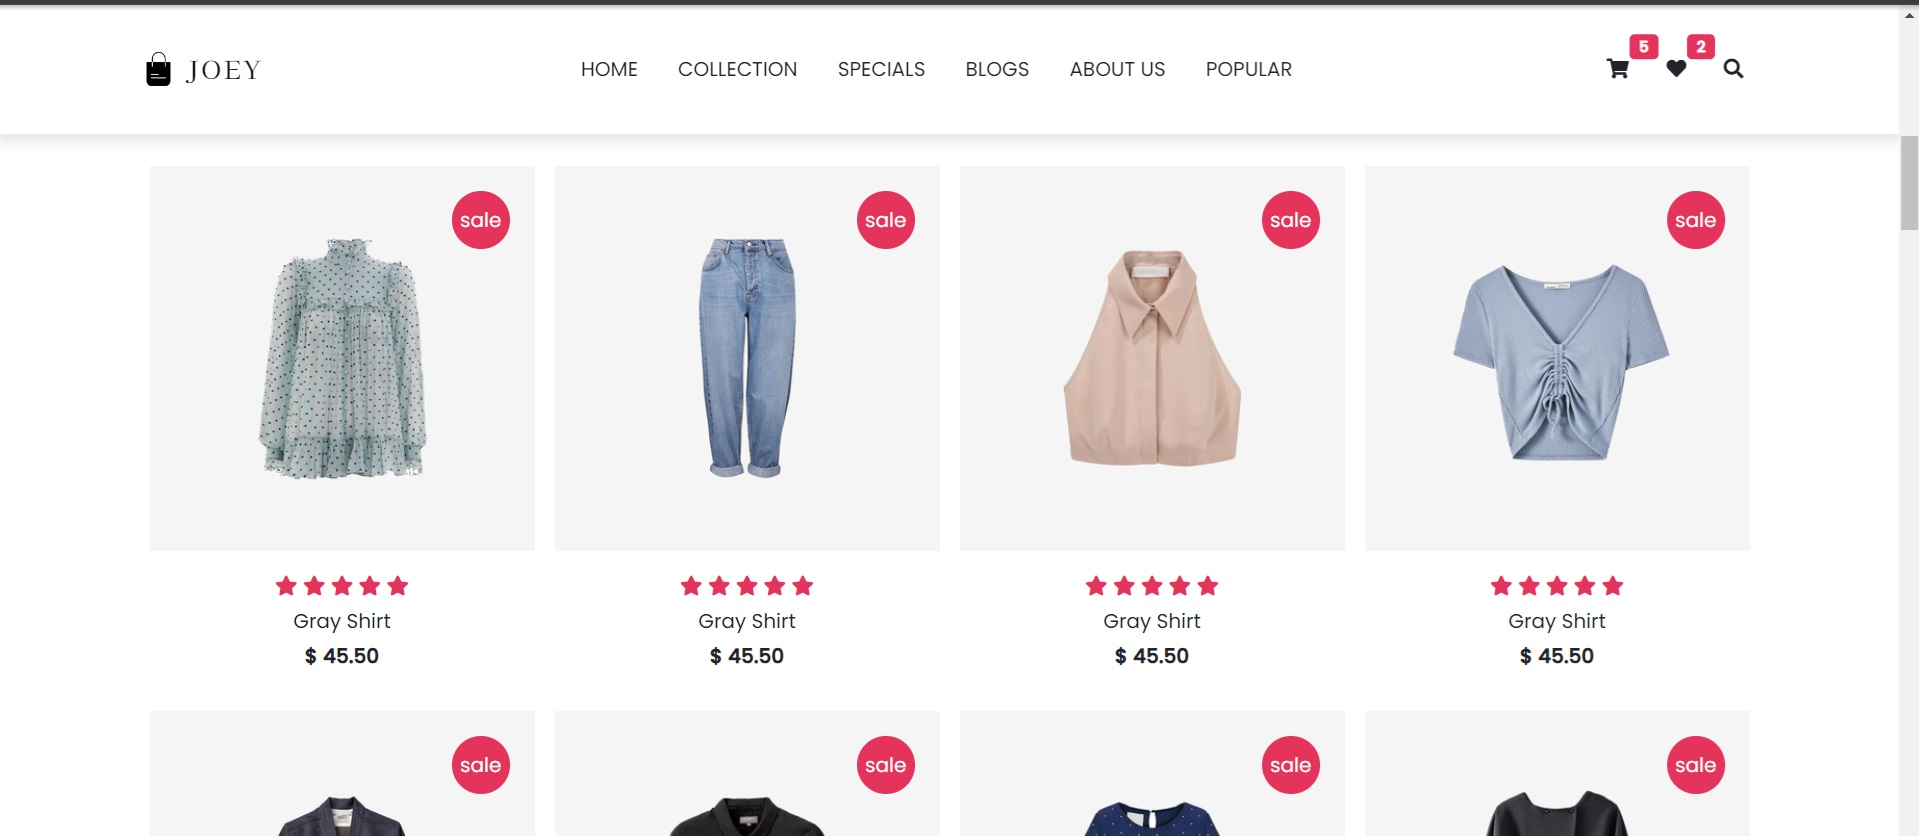 JOEY
HOME COLLECTION SPECIALS BLOGS ABOUT US POPULAR
5 2
sale sale sale sale
Gray Shirt Gray Shirt Gray Shirt Gray Shirt
$ 45.50 $ 45.50 $ 45.50 $ 45.50
sale sale sale sale